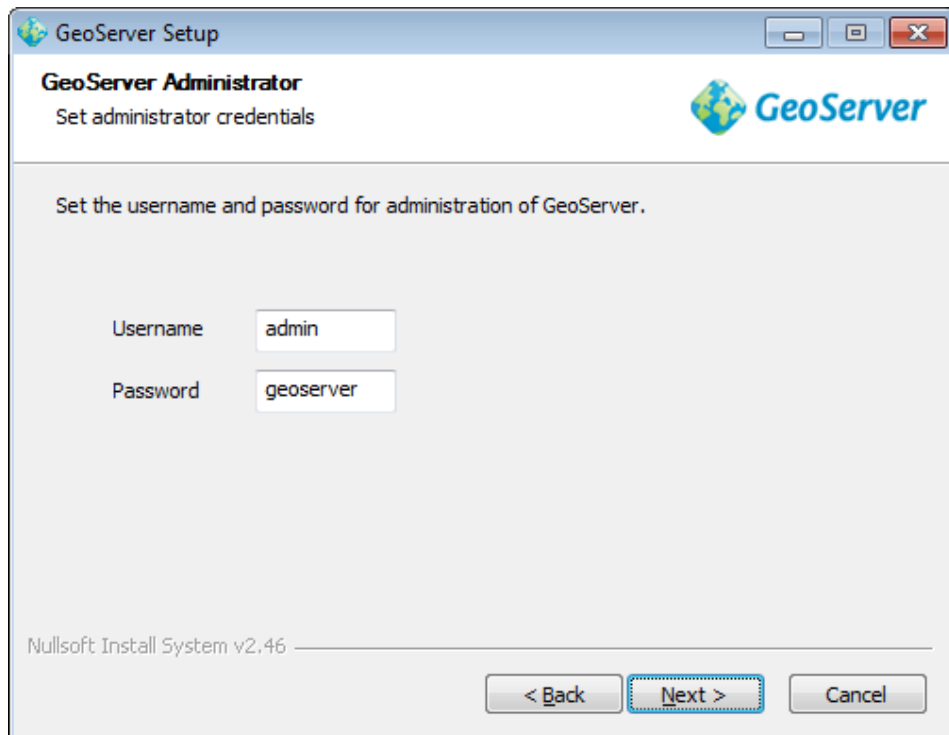 GeoServer Setup
GeoServer Administrator
Set administrator credentials
GeoServer
Set the username and password for administration of GeoServer.
Username admin
Password geoserver
Nullsoft Install System v2.46
< Back Next > Cancel